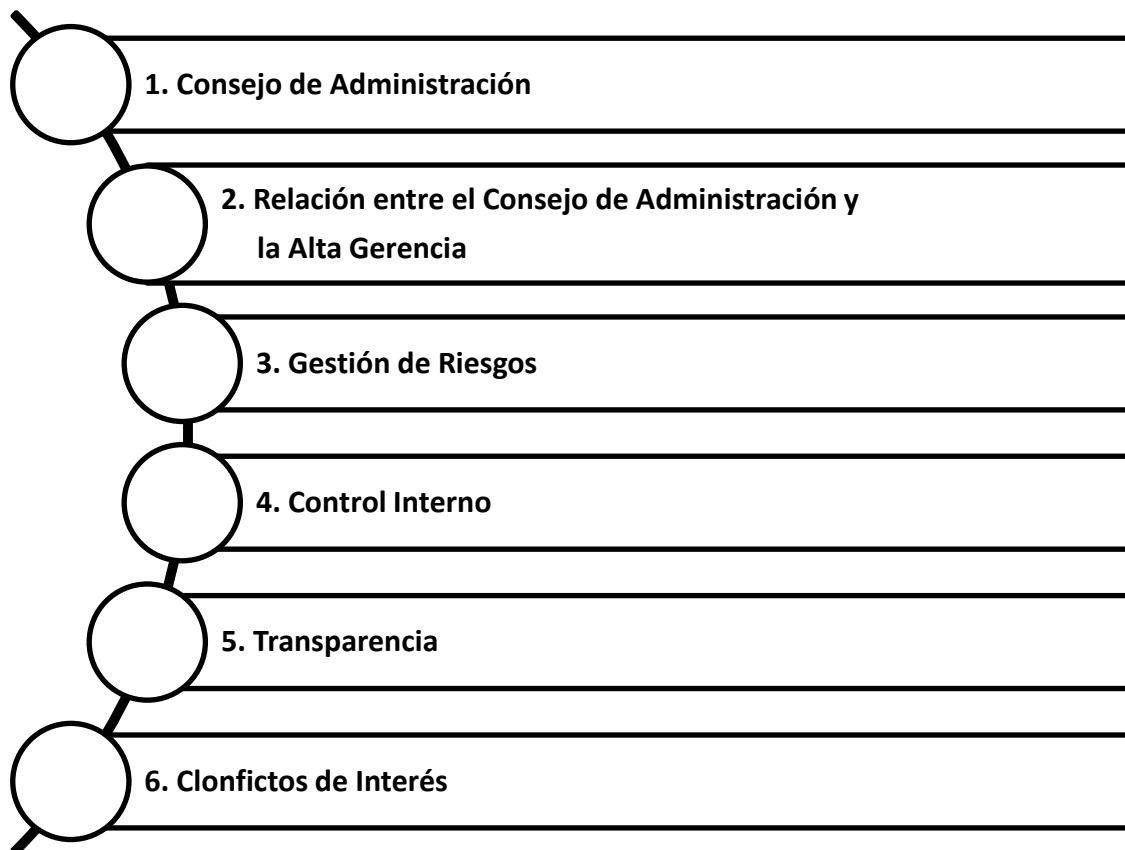 1. Consejo de Administración
2. Relación entre el Consejo de Administración y
la Alta Gerencia
3. Gestión de Riesgos
4. Control Interno
5. Transparencia
6. Clonfictos de Interés